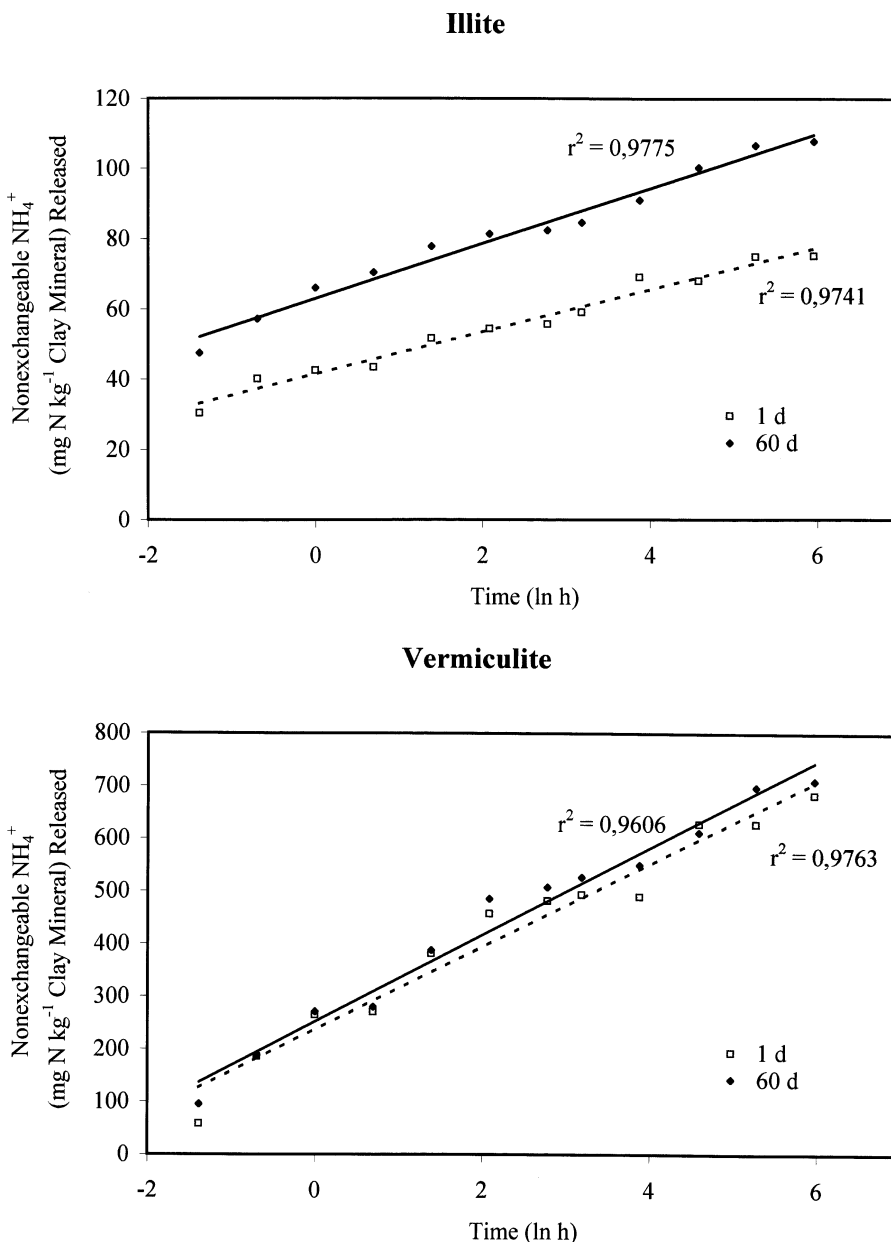 Illite
Nonexchangeable NH₄⁺
(mg N kg⁻¹ Clay Mineral) Released
120
100
80
60
40
20
0
r² = 0,9775
r² = 0,9741
1 d
60 d
-2
0
2
4
6
Time (ln h)
Vermiculite
Nonexchangeable NH₄⁺
(mg N kg⁻¹ Clay Mineral) Released
800
700
600
500
400
300
200
100
0
r² = 0,9606
r² = 0,9763
1 d
60 d
-2
0
2
4
6
Time (ln h)